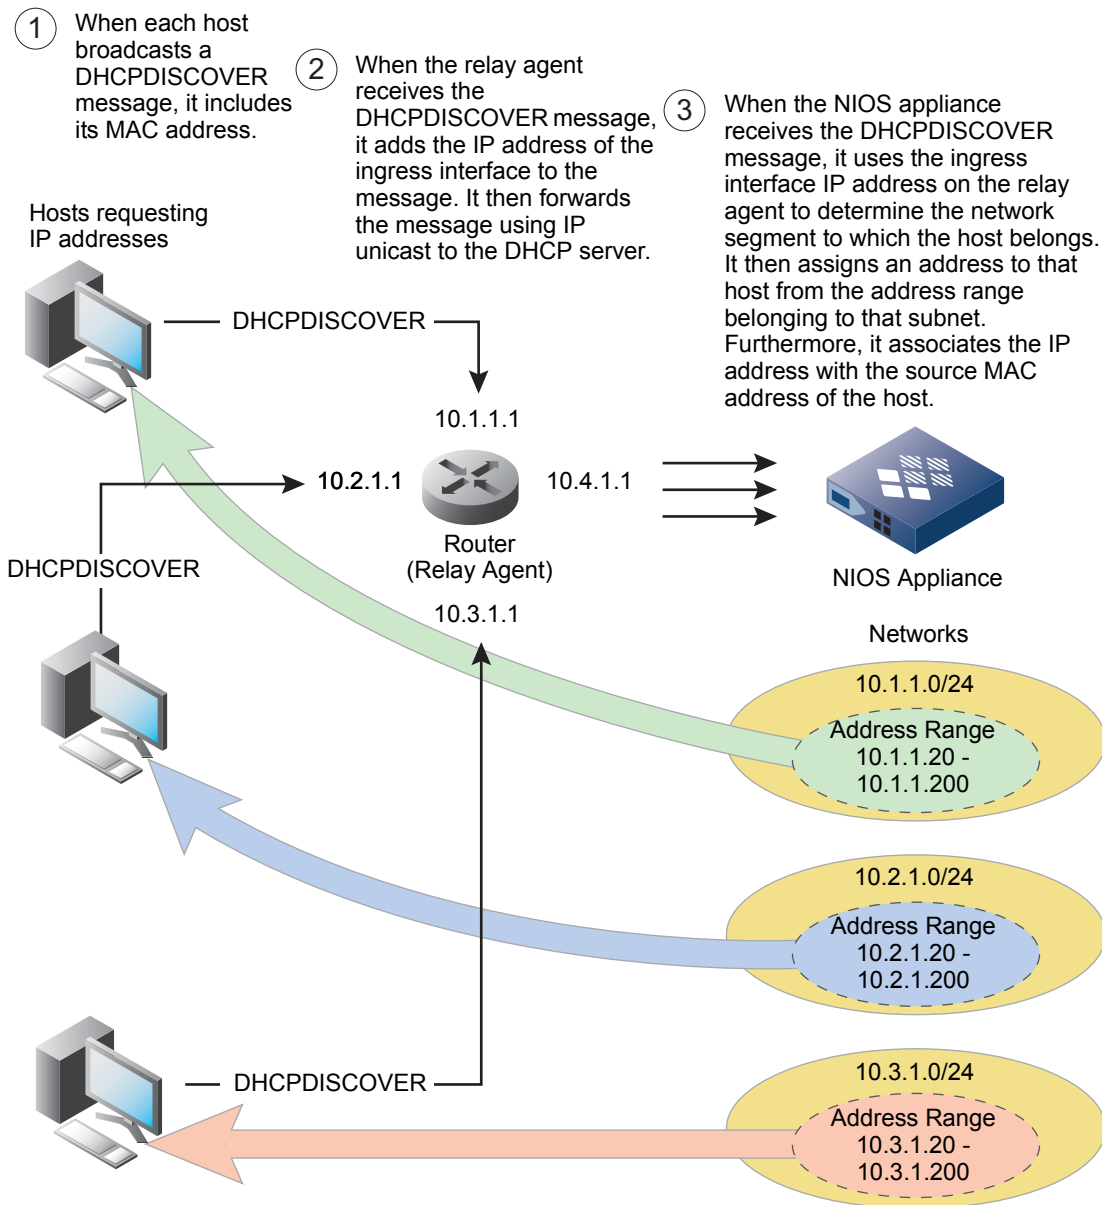 1
When each host
broadcasts a
DHCPDISCOVER
message, it includes
its MAC address.
2
When the relay agent
receives the
DHCPDISCOVER message,
it adds the IP address of the
ingress interface to the
message. It then forwards
the message using IP
unicast to the DHCP server.
3
When the NIOS appliance
receives the DHCPDISCOVER
message, it uses the ingress
interface IP address on the relay
agent to determine the network
segment to which the host belongs.
It then assigns an address to that
host from the address range
belonging to that subnet.
Furthermore, it associates the IP
address with the source MAC
address of the host.
Hosts requesting
IP addresses
DHCPDISCOVER
10.1.1.1
10.2.1.1
10.4.1.1
Router
(Relay Agent)
DHCPDISCOVER
NIOS Appliance
10.3.1.1
Networks
10.1.1.0/24
Address Range
10.1.1.20 -
10.1.1.200
10.2.1.0/24
Address Range
10.2.1.20 -
10.2.1.200
10.3.1.0/24
DHCPDISCOVER
Address Range
10.3.1.20 -
10.3.1.200